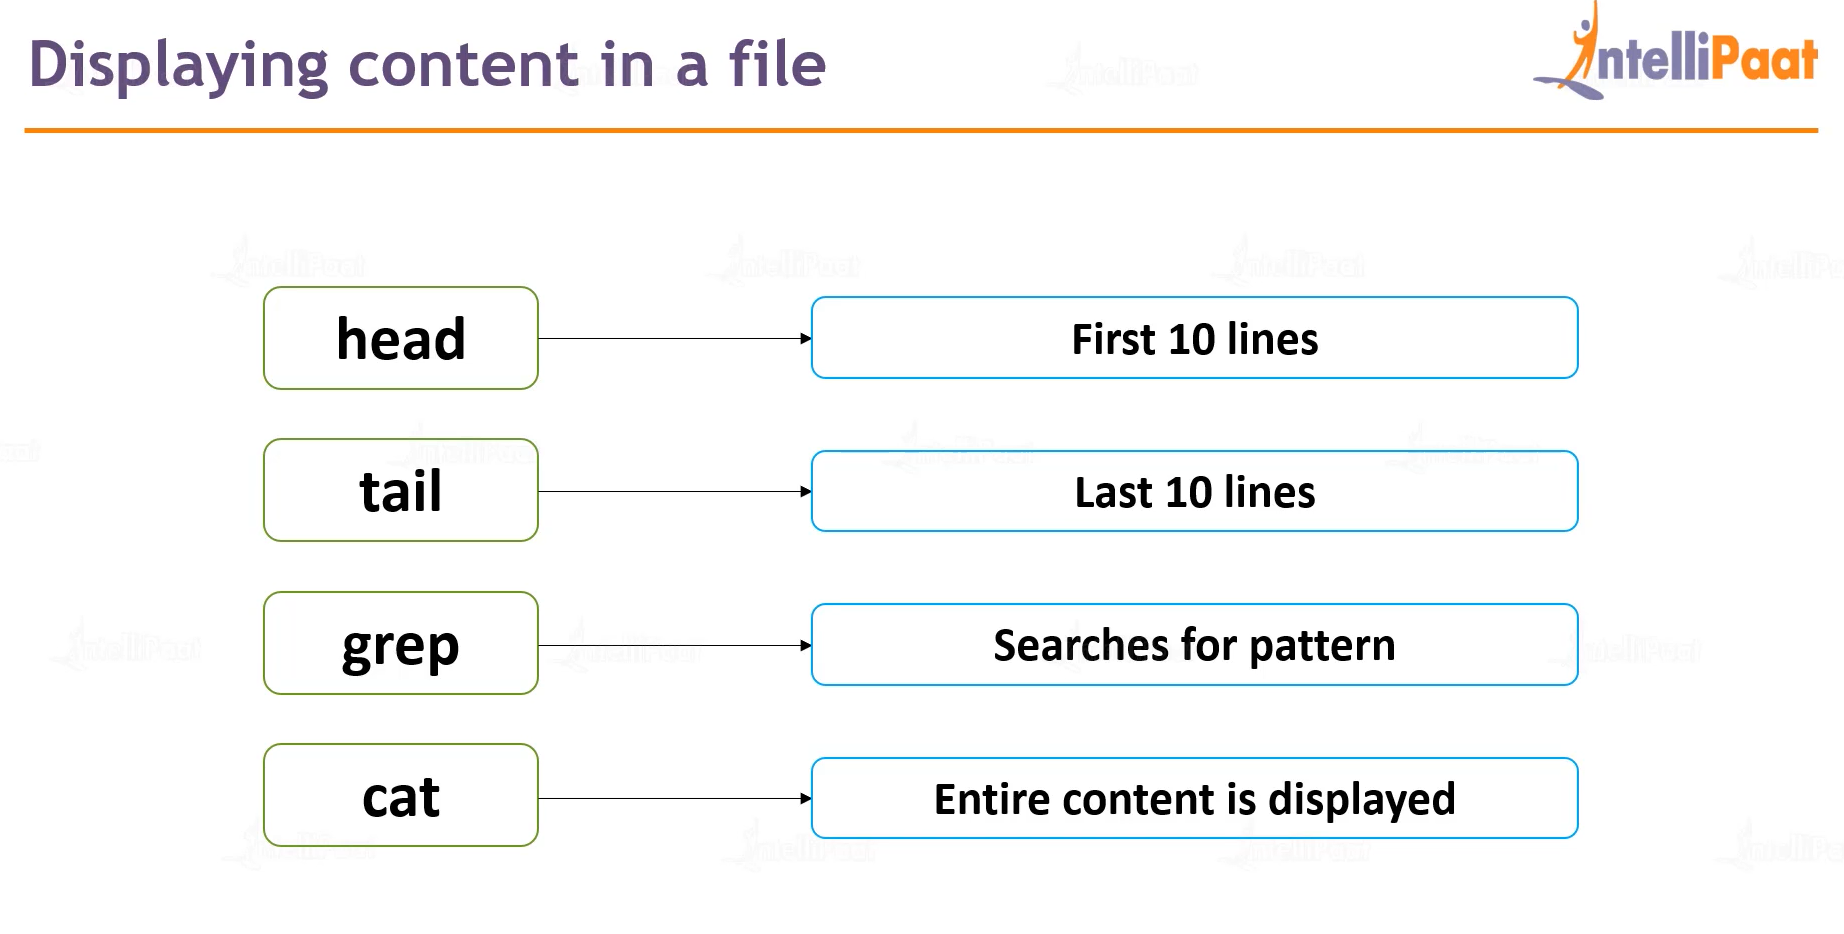 Displaying content in a file
IntelliPaat
head
First 10 lines
tail
Last 10 lines
grep
Searches for pattern
cat
Entire content is displayed